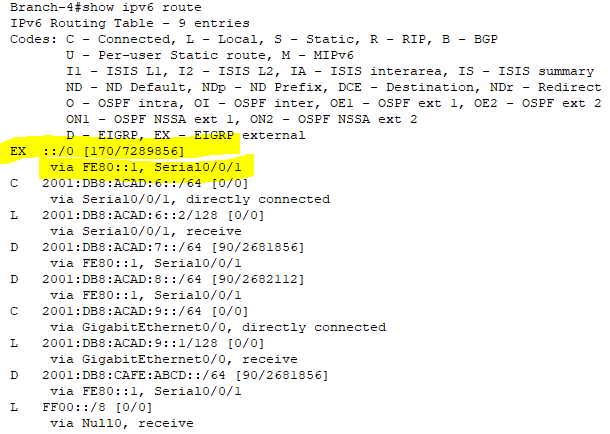 Branch-4#show ipv6 route
IPv6 Routing Table - 9 entries
Codes: C - Connected, L - Local, S - Static, R - RIP, B - BGP
U - Per-user Static route, M - MIPv6
I1 - ISIS L1, I2 - ISIS L2, IA - ISIS interarea, IS - ISIS summary
ND - ND Default, NDp - ND Prefix, DCE - Destination, NDr - Redirect
O - OSPF intra, OI - OSPF inter, OE1 - OSPF ext 1, OE2 - OSPF ext 2
ON1 - OSPF NSSA ext 1, ON2 - OSPF NSSA ext 2
D - EIGRP, EX - EIGRP external
EX ::/0 [170/7289856]
via FE80::1, Serial0/0/1
C 2001:DB8:ACAD:6::/64 [0/0]
via Serial0/0/1, directly connected
L 2001:DB8:ACAD:6::2/128 [0/0]
via Serial0/0/1, receive
D 2001:DB8:ACAD:7::/64 [90/2681856]
via FE80::1, Serial0/0/1
D 2001:DB8:ACAD:8::/64 [90/2682112]
via FE80::1, Serial0/0/1
C 2001:DB8:ACAD:9::/64 [0/0]
via GigabitEthernet0/0, directly connected
L 2001:DB8:ACAD:9::1/128 [0/0]
via GigabitEthernet0/0, receive
D 2001:DB8:CAFE:ABCD::/64 [90/2681856]
via FE80::1, Serial0/0/1
L FF00::/8 [0/0]
via Null0, receive